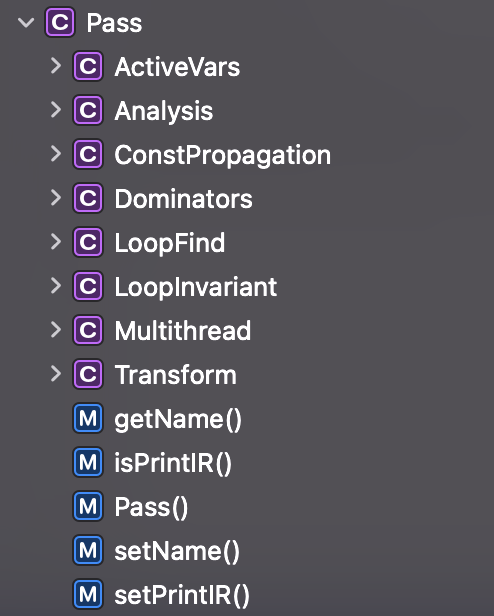 C Pass
C ActiveVars
C Analysis
C ConstPropagation
C Dominators
C LoopFind
C LoopInvariant
C Multithread
C Transform
M getName()
M isPrintIR()
M Pass()
M setName()
M setPrintIR()